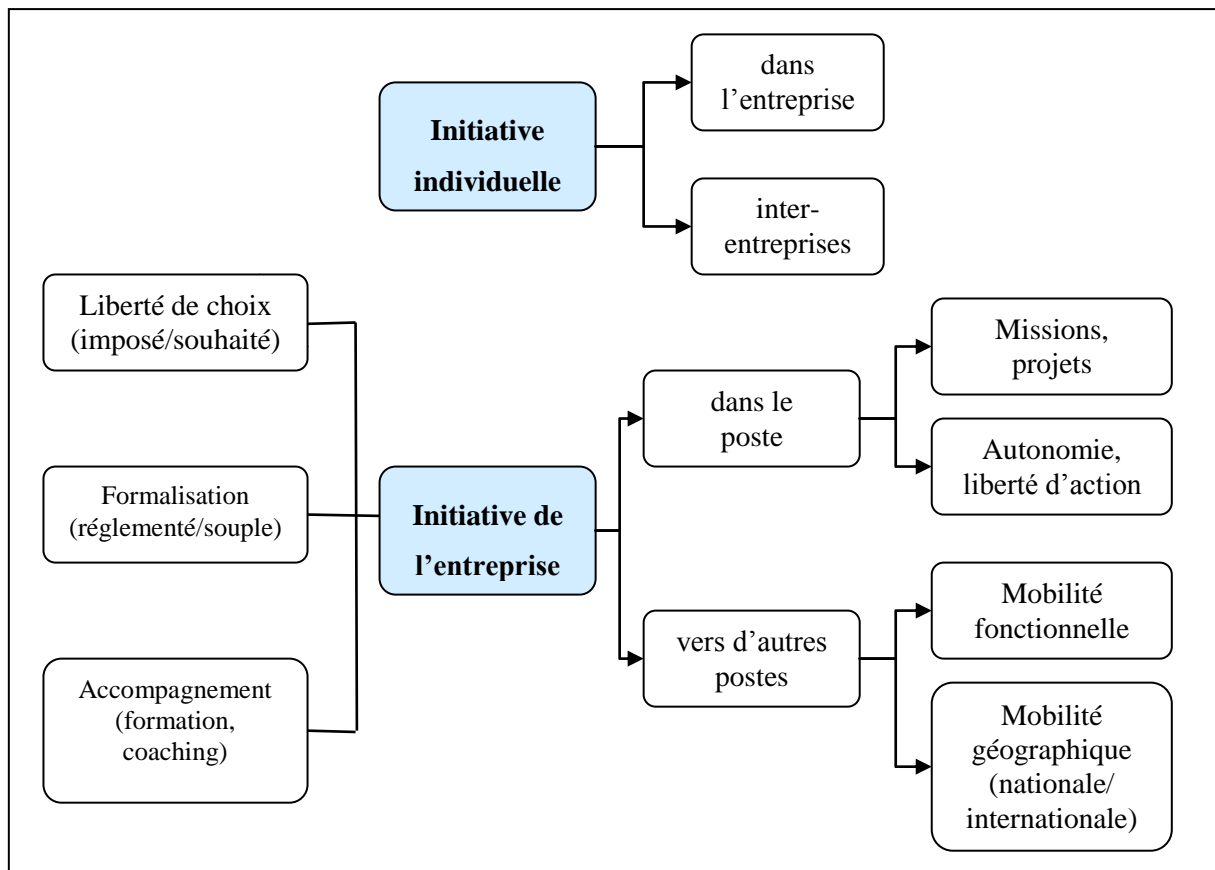 dans
l’entreprise
Initiative
individuelle
inter-
entreprises
Liberté de choix
(imposé/souhaité)
Formalisation
(réglementé/souple)
Accompagnement
(formation,
coaching)
Initiative de
l’entreprise
dans le
poste
vers d’autres
postes
Missions,
projets
Autonomie,
liberté d’action
Mobilité
fonctionnelle
Mobilité
géographique
(nationale/
internationale)